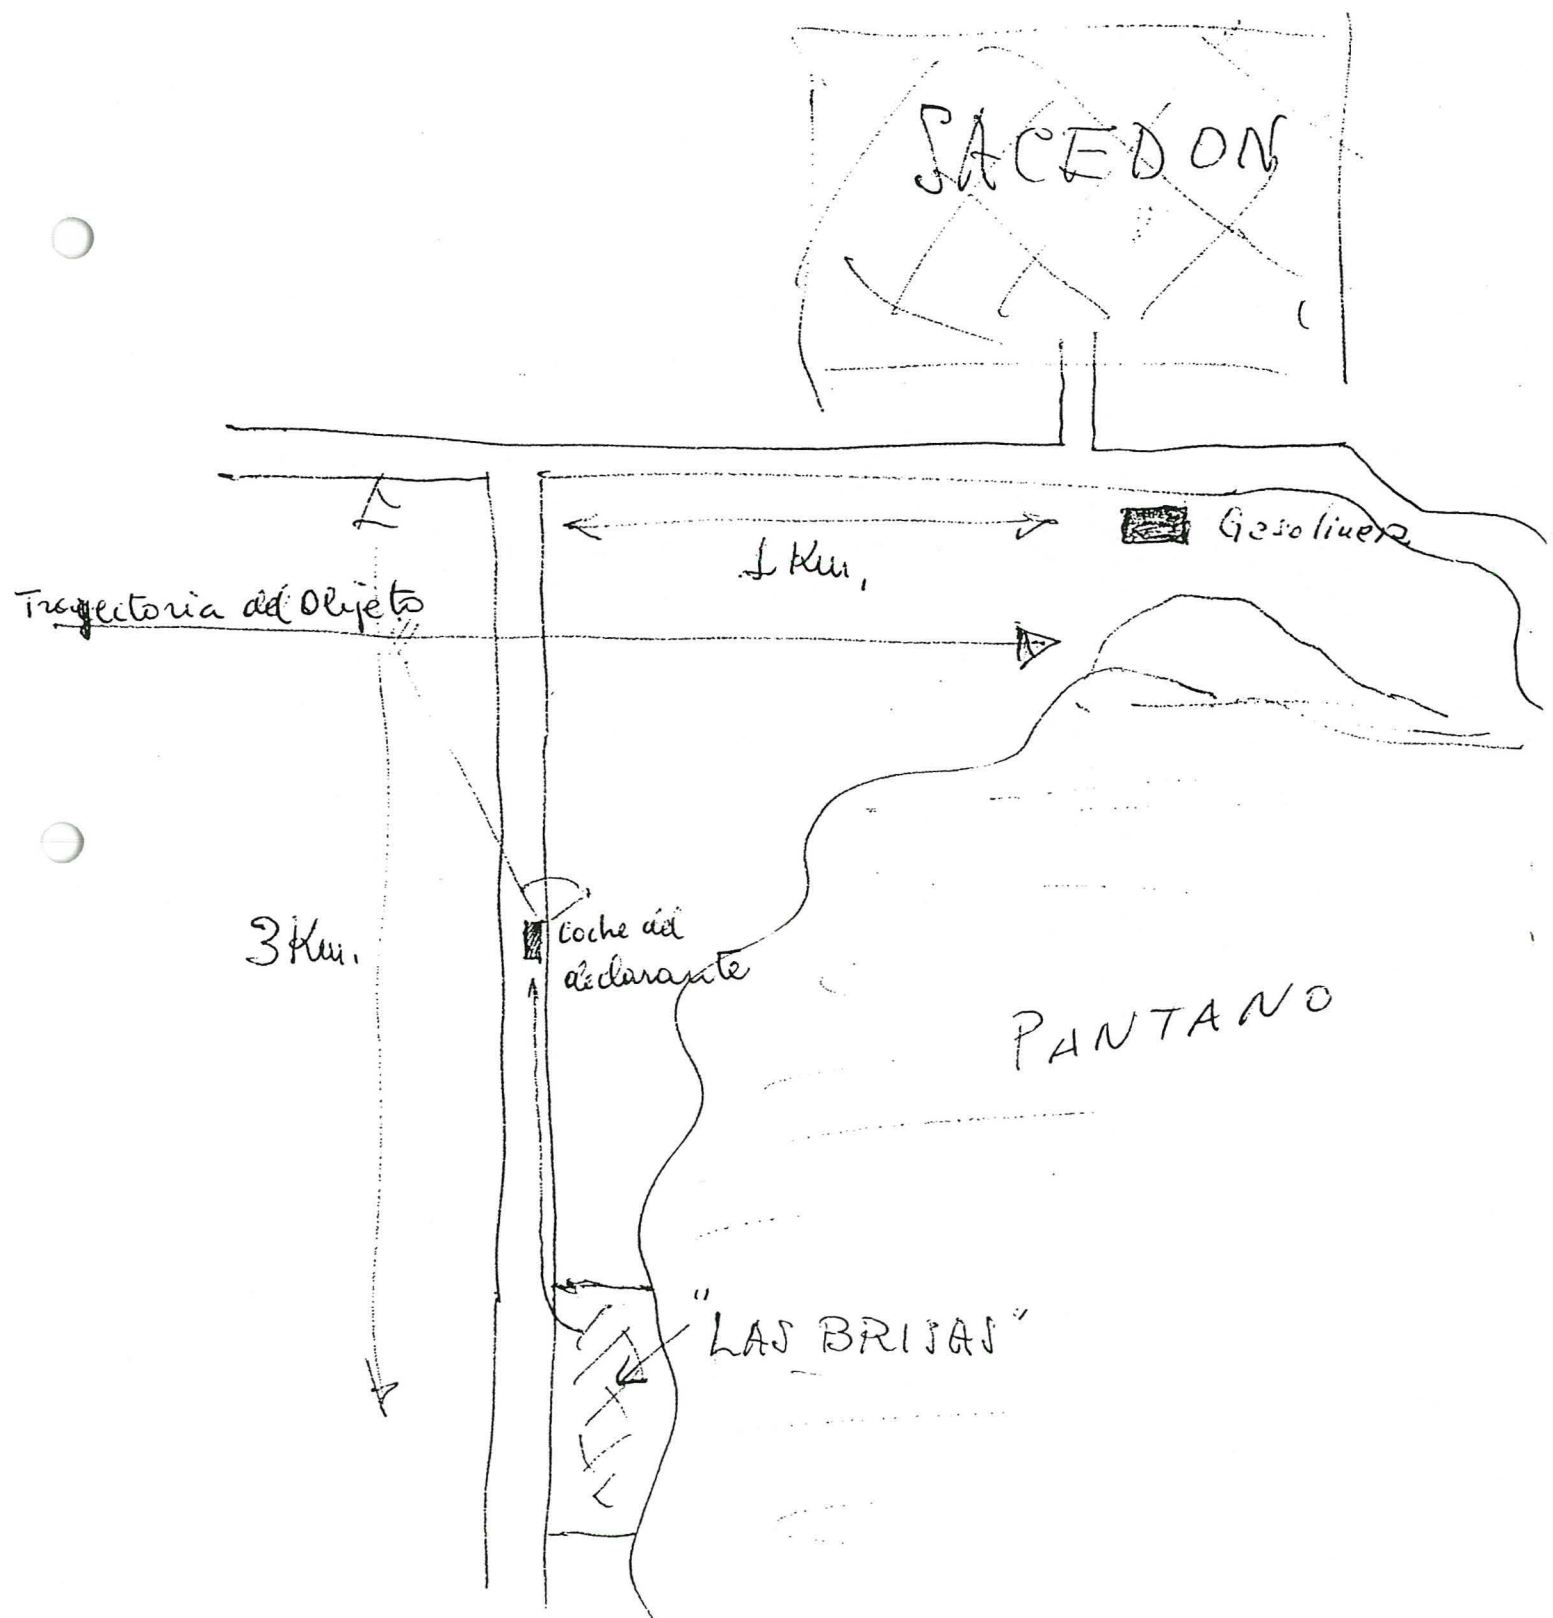 SACEDON
Gasolinera
1 Km.
Trayectoria del Objeto
3 Km.
Coche del
declarante
PANTANO
"LAS BRISAS"